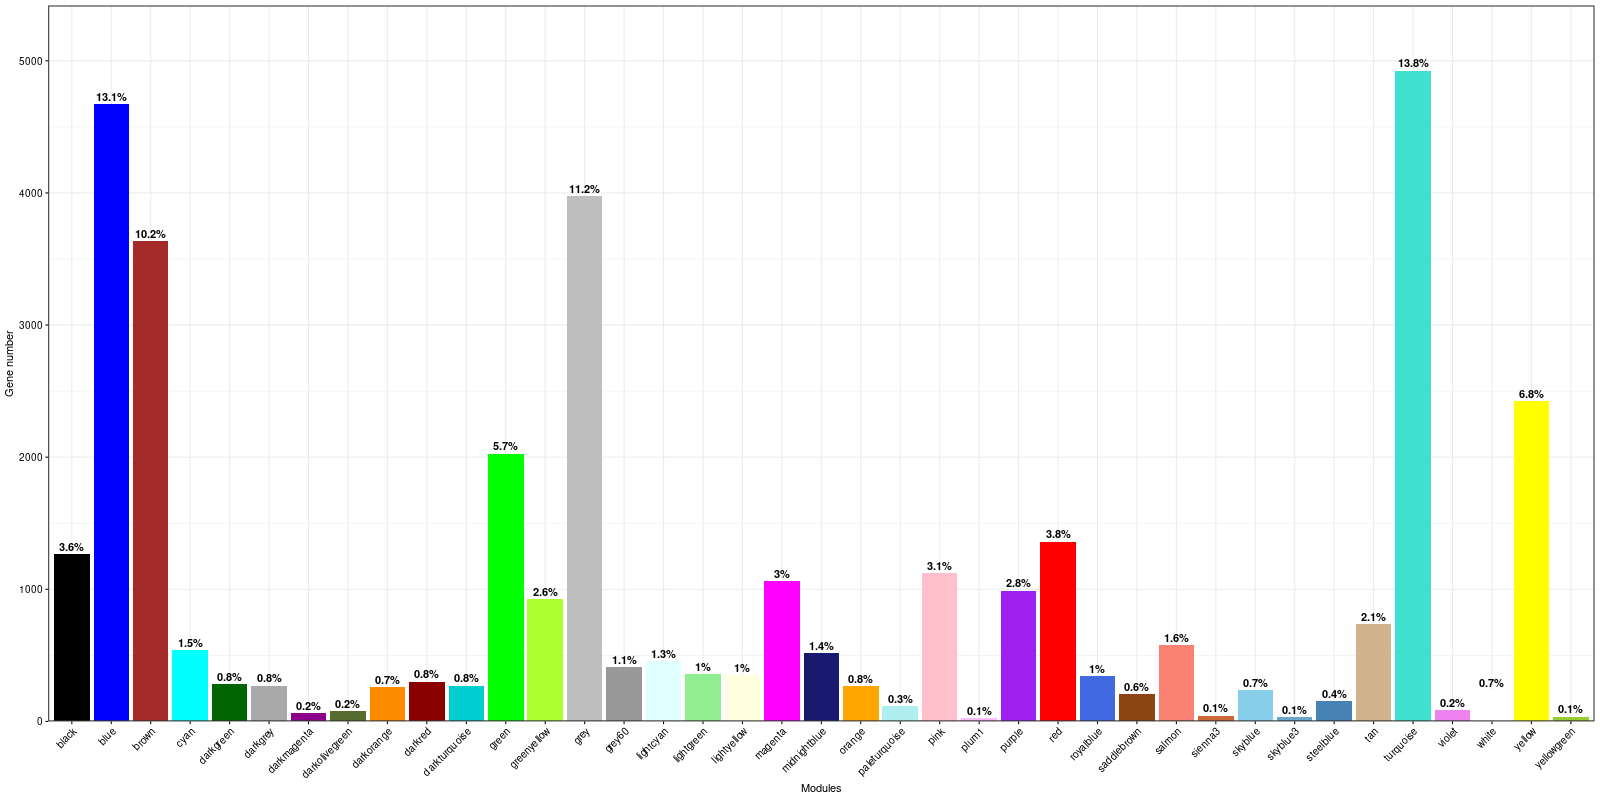 5000
4000
3000
2000
1000
0
Gene number
3.6%
13.1%
10.2%
1.5%
0.8%
0.8%
0.2%
0.2%
0.7%
0.8%
0.8%
5.7%
2.6%
11.2%
1.1%
1.3%
1%
1%
3%
1.4%
0.8%
0.3%
3.1%
0.1%
2.8%
3.8%
1%
0.6%
1.6%
0.1%
0.7%
0.1%
0.4%
2.1%
13.8%
0.2%
0.7%
6.8%
0.1%
black
blue
brown
cyan
darkgreen
darkgrey
darkmagenta
darkolivegreen
darkorange
darkred
darkturquoise
green
greenyellow
grey
grey60
lightcyan
lightgreen
lightyellow
magenta
midnightblue
orange
paleturquoise
pink
plum1
purple
red
royalblue
saddlebrown
salmon
sienna3
skyblue
skyblue3
steelblue
tan
turquoise
violet
white
yellow
yellowgreen
Modules